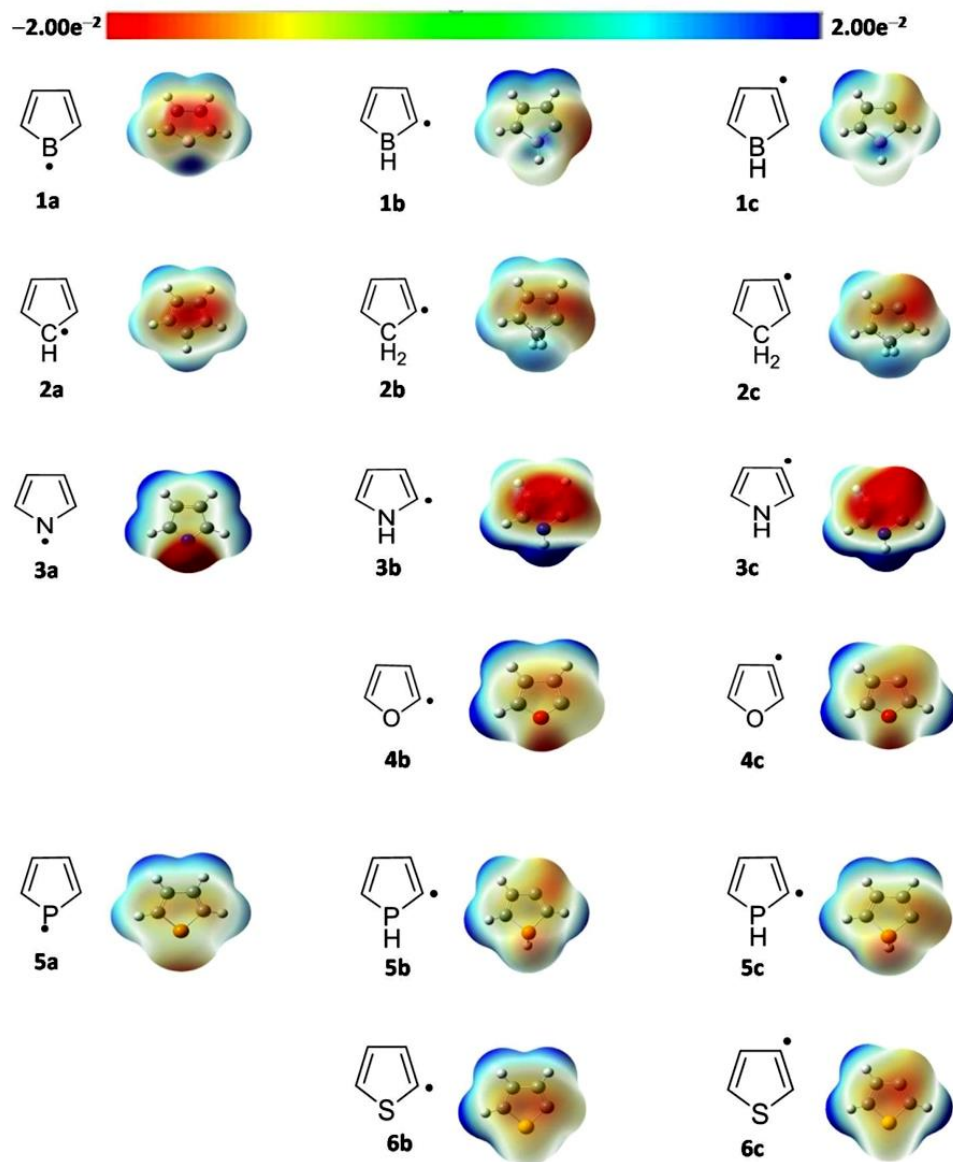 −2.00e⁻² 2.00e⁻²
B
•
1a
B
H
•
1b
B
H
•
1c
C
H
•
2a
C
H₂
•
2b
C
H₂
•
2c
N
•
3a
N
H
•
3b
N
H
•
3c
O
•
4b
O
•
4c
P
•
5a
P
H
•
5b
P
H
•
5c
S
•
6b
S
•
6c